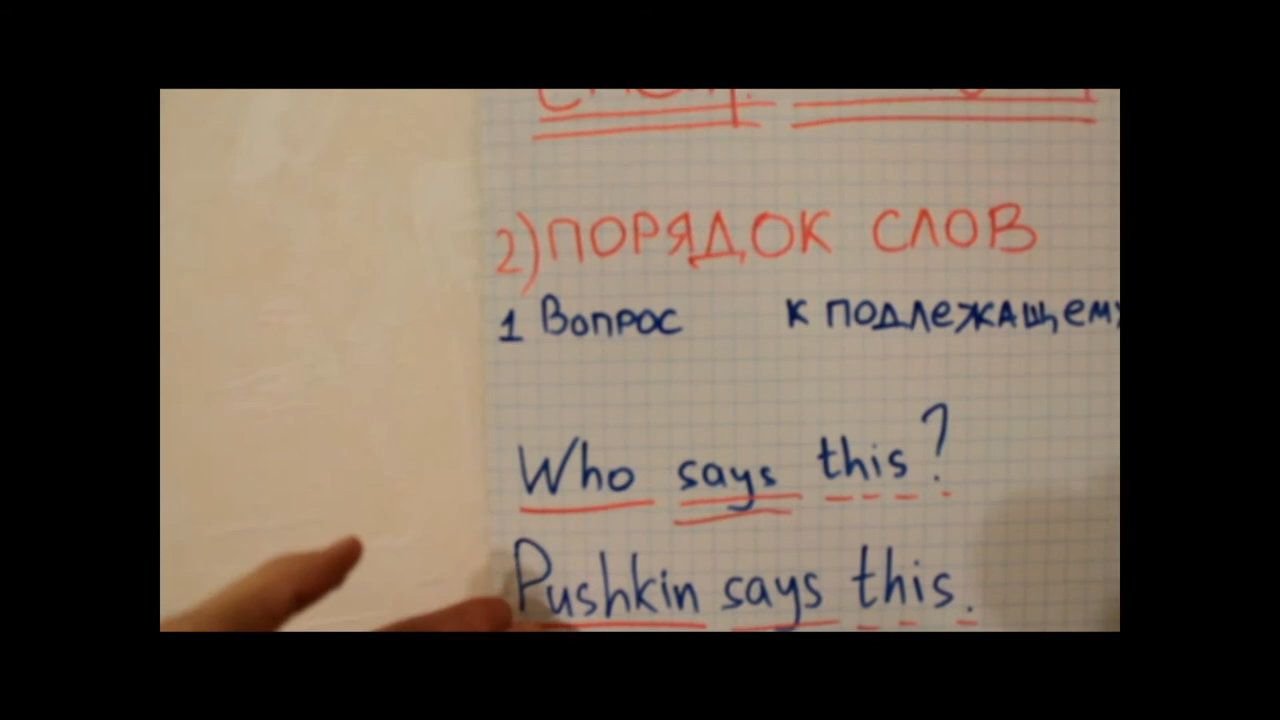 2) ПОРЯДОК СЛОВ
1 Вопрос к подлежащему
Who says this?
Pushkin says this.